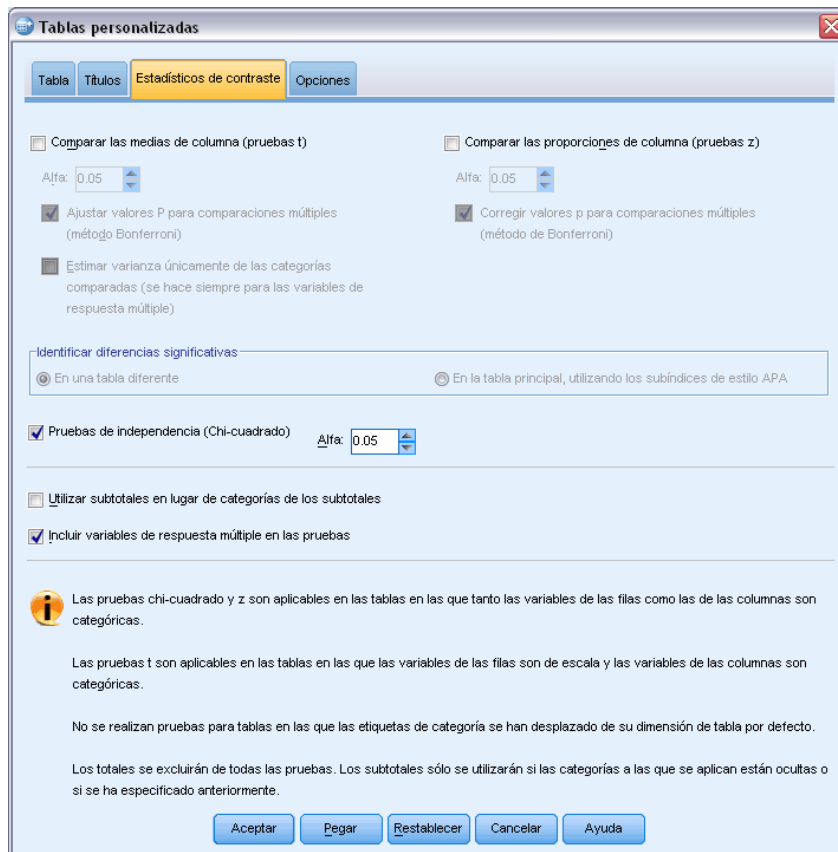 Tablas personalizadas
Tabla
Títulos
Estadísticos de contraste
Opciones
Comparar las medias de columna (pruebas t)
Alfa: 0.05
Ajustar valores P para comparaciones múltiples
(método Bonferroni)
Estimar varianza únicamente de las categorías
comparadas (se hace siempre para las variables de
respuesta múltiple)
Comparar las proporciones de columna (pruebas z)
Alfa: 0.05
Corregir valores p para comparaciones múltiples
(método de Bonferroni)
Identificar diferencias significativas
En una tabla diferente
En la tabla principal, utilizando los subíndices de estilo APA
Pruebas de independencia (Chi-cuadrado)
Alfa: 0.05
Utilizar subtotales en lugar de categorías de los subtotales
Incluir variables de respuesta múltiple en las pruebas
Las pruebas chi-cuadrado y z son aplicables en las tablas en las que tanto las variables de las filas como las de las columnas son
categóricas.
Las pruebas t son aplicables en las tablas en las que las variables de las filas son de escala y las variables de las columnas son
categóricas.
No se realizan pruebas para tablas en las que las etiquetas de categoría se han desplazado de su dimensión de tabla por defecto.
Los totales se excluirán de todas las pruebas. Los subtotales sólo se utilizarán si las categorías a las que se aplican están ocultas o
si se ha especificado anteriormente.
Aceptar
Pegar
Restablecer
Cancelar
Ayuda